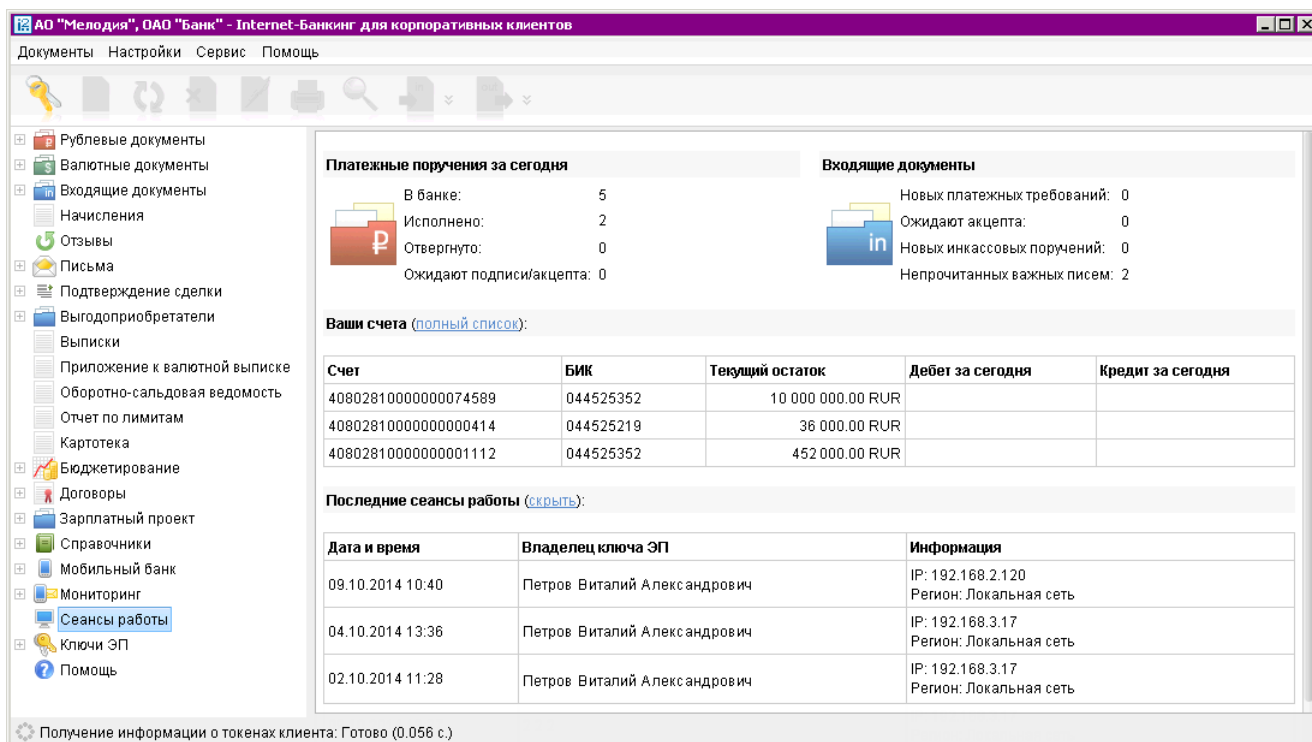 АО "Мелодия", ОАО "Банк" - Internet-Банкинг для корпоративных клиентов
Документы Настройки Сервис Помощь
Рублевые документы
Валютные документы
Входящие документы
Начисления
Отзывы
Письма
Подтверждение сделки
Выгодоприобретатели
Выписки
Приложение к валютной выписке
Оборотно-сальдовая ведомость
Отчет по лимитам
Картотека
Бюджетирование
Договоры
Зарплатный проект
Справочники
Мобильный банк
Мониторинг
Сеансы работы
Ключи ЭП
Помощь
Платежные поручения за сегодня
В банке: 5
Исполнено: 2
Отвергнуто: 0
Ожидают подписи/акцепта: 0
Входящие документы
in
Новых платежных требований: 0
Ожидают акцепта: 0
Новых инкассовых поручений: 0
Непрочитанных важных писем: 2
Ваши счета (полный список):
Счет БИК Текущий остаток Дебет за сегодня Кредит за сегодня
40802810000000074589 044525352 10 000 000.00 RUR
40802810000000000414 044525219 36 000.00 RUR
40802810000000001112 044525352 452 000.00 RUR
Последние сеансы работы (скрыть):
Дата и время Владелец ключа ЭП Информация
09.10.2014 10:40 Петров Виталий Александрович IP: 192.168.2.120
Регион: Локальная сеть
04.10.2014 13:36 Петров Виталий Александрович IP: 192.168.3.17
Регион: Локальная сеть
02.10.2014 11:28 Петров Виталий Александрович IP: 192.168.3.17
Регион: Локальная сеть
Получение информации о токенах клиента: Готово (0.056 с.)